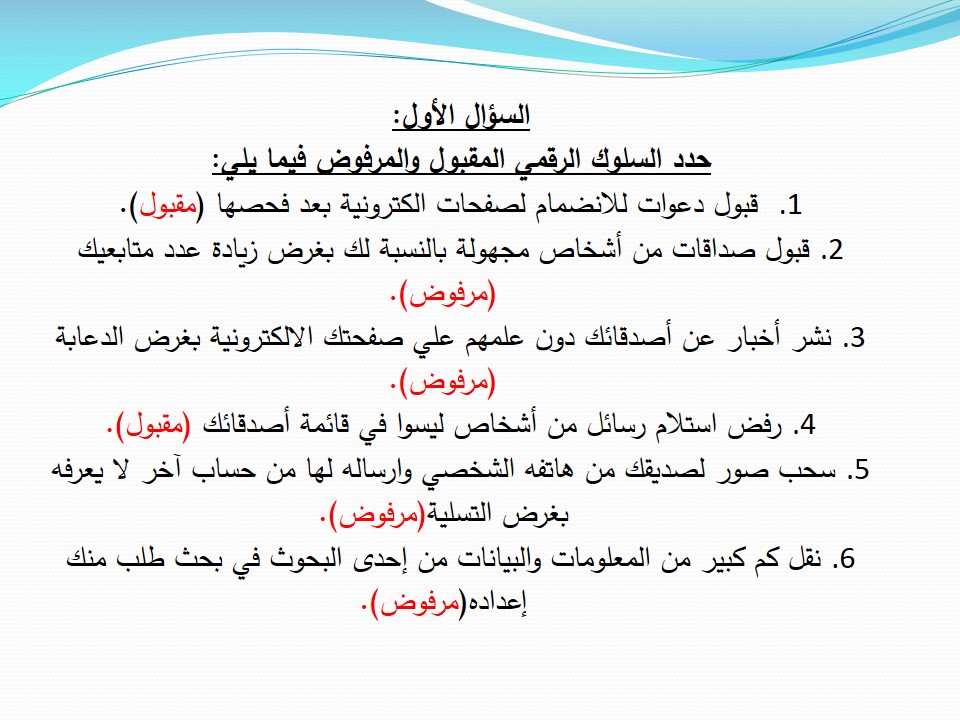 السؤال الأول:
حدد السلوك الرقمي المقبول والمرفوض فيما يلي:
1. قبول دعوات للانضمام لصفحات الكترونية بعد فحصها (مقبول).
2. قبول صداقات من أشخاص مجهولة بالنسبة لك بغرض زيادة عدد متابعيك
(مرفوض).
3. نشر أخبار عن أصدقائك دون علمهم علي صفحتك الالكترونية بغرض الدعابة
(مرفوض).
4. رفض استلام رسائل من أشخاص ليسوا في قائمة أصدقائك (مقبول).
5. سحب صور لصديقك من هاتفه الشخصي وارساله لها من حساب آخر لا يعرفه
بغرض التسلية(مرفوض).
6. نقل كم كبير من المعلومات والبيانات من إحدى البحوث في بحث طلب منك
إعداده(مرفوض).